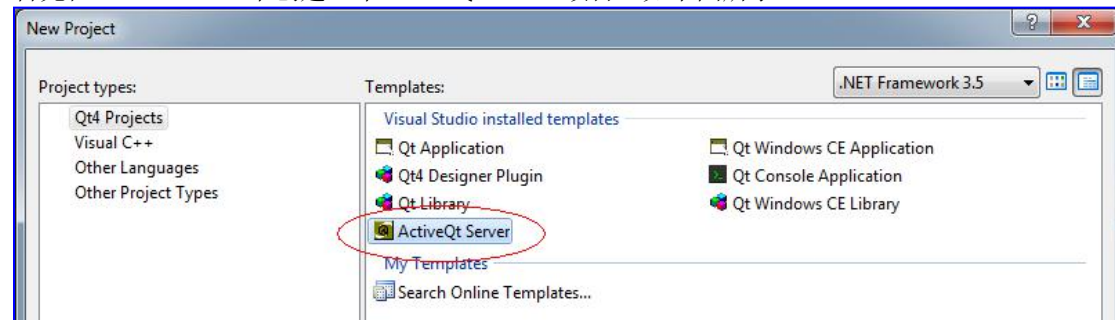 New Project
Project types:
Templates:
.NET Framework 3.5
Qt4 Projects
Visual C++
Other Languages
Other Project Types
Visual Studio installed templates
Qt Application
Qt Windows CE Application
Qt4 Designer Plugin
Qt Console Application
Qt Library
Qt Windows CE Library
ActiveQt Server
My Templates
Search Online Templates...